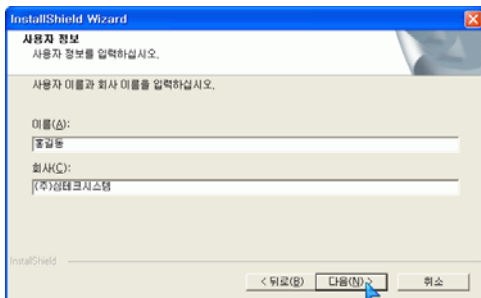 InstallShield Wizard
사용자 정보
사용자 정보를 입력하십시오.
사용자 이름과 회사 이름을 입력하십시오.
이름(A):
홍길동
회사(C):
(주)심테크시스템
InstallShield
< 뒤로(B) 다음(N) > 취소